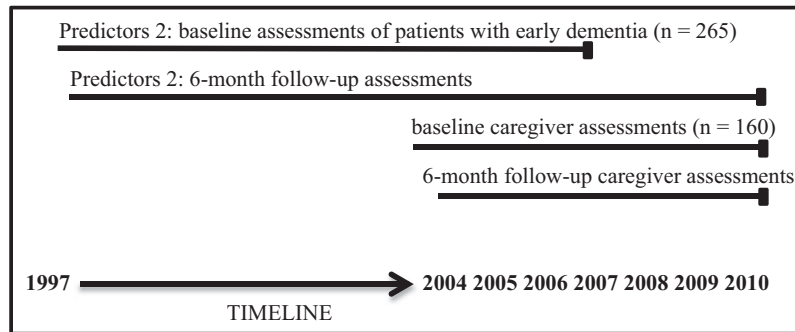 Predictors 2: baseline assessments of patients with early dementia (n = 265)
Predictors 2: 6-month follow-up assessments
baseline caregiver assessments (n = 160)
6-month follow-up caregiver assessments
1997 2004 2005 2006 2007 2008 2009 2010
TIMELINE